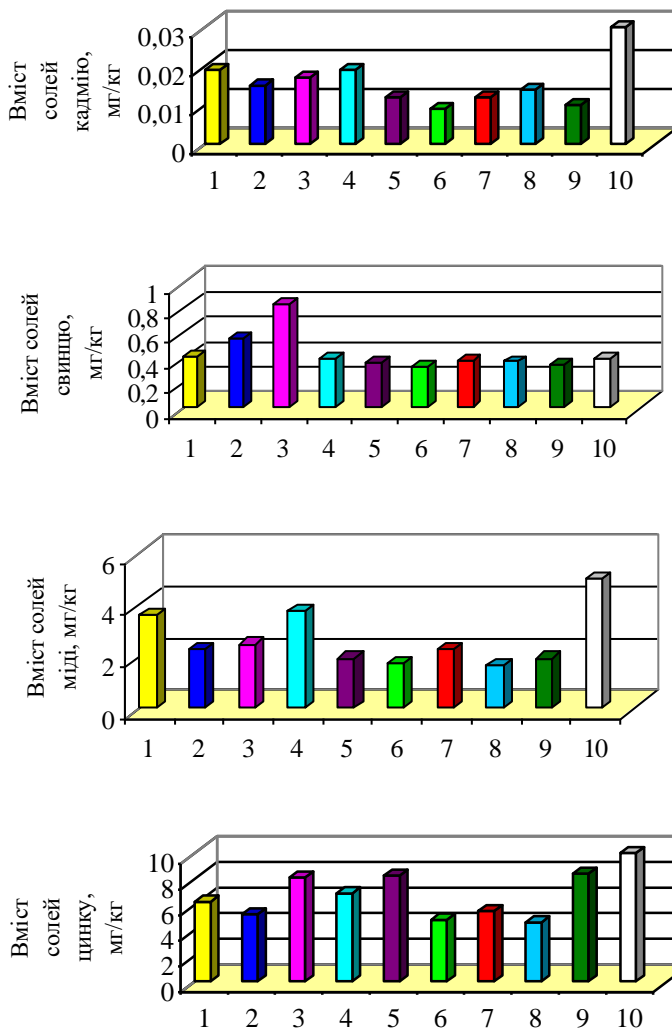 Вміст
солей
кадмію,
мг/кг
0,03
0,02
0,01
0
1 2 3 4 5 6 7 8 9 10
Вміст солей
свинцю,
мг/кг
1
0,8
0,6
0,4
0,2
0
1 2 3 4 5 6 7 8 9 10
Вміст солей
міді, мг/кг
6
4
2
0
1 2 3 4 5 6 7 8 9 10
Вміст
солей
цинку,
мг/кг
10
8
6
4
2
0
1 2 3 4 5 6 7 8 9 10